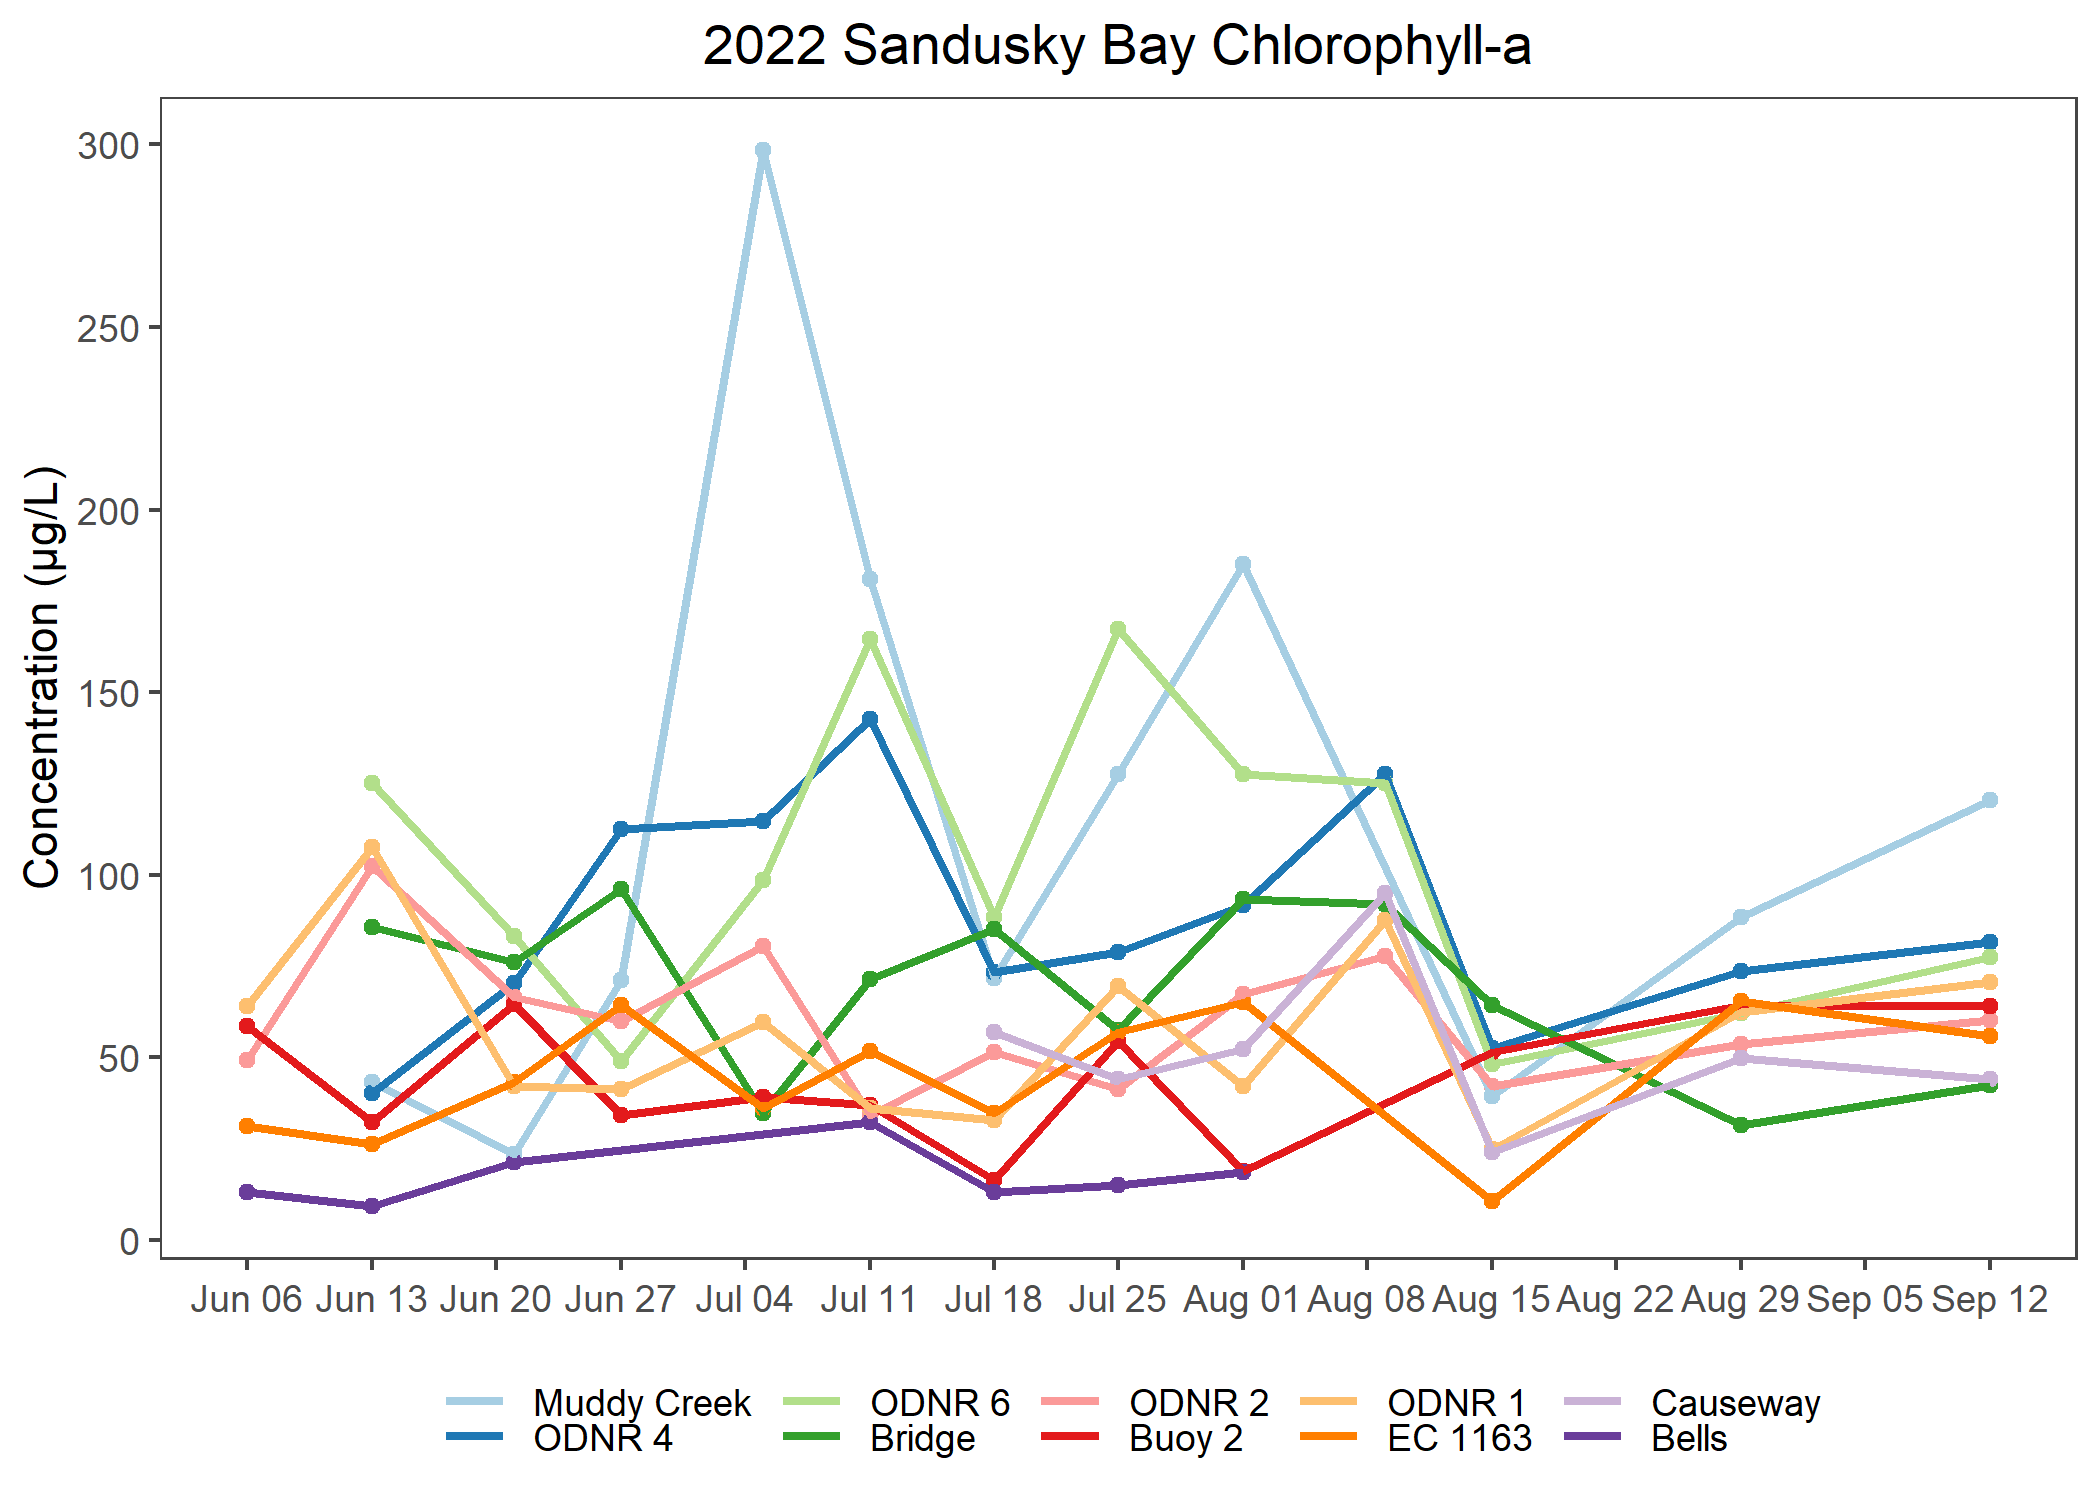 2022 Sandusky Bay Chlorophyll-a
Concentration (µg/L)
300
250
200
150
100
50
0
Jun 06 Jun 13 Jun 20 Jun 27 Jul 04 Jul 11 Jul 18 Jul 25 Aug 01 Aug 08 Aug 15 Aug 22 Aug 29 Sep 05 Sep 12
Muddy Creek ODNR 6 ODNR 2 ODNR 1 Causeway
ODNR 4 Bridge Buoy 2 EC 1163 Bells